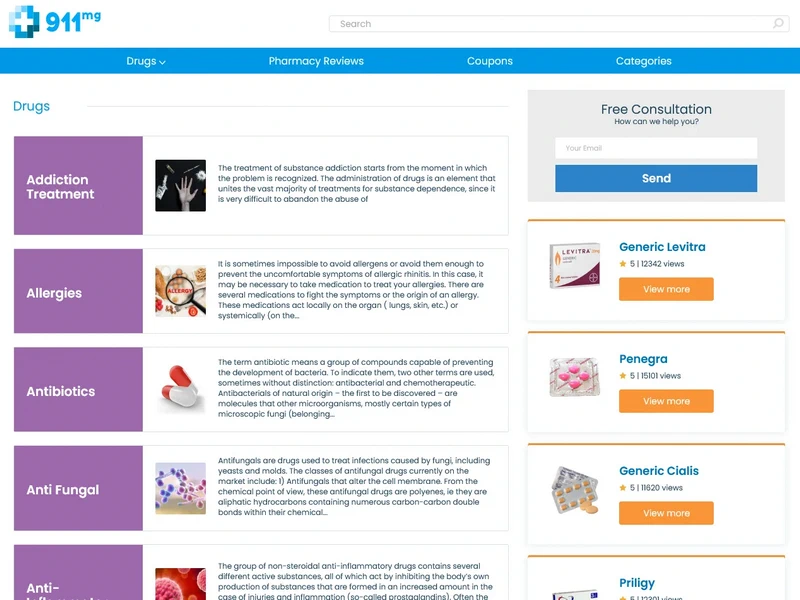 911mg
Search
Drugs
Pharmacy Reviews
Coupons
Categories
Drugs
Addiction
Treatment
The treatment of substance addiction starts from the moment in which
the problem is recognized. The administration of drugs is an element that
unites the vast majority of treatments for substance dependence, since it
is very difficult to abandon the abuse of
Allergies
ALLERGY
It is sometimes impossible to avoid allergens or avoid them enough to
prevent the uncomfortable symptoms of allergic rhinitis. In this case, it
may be necessary to take medication to treat your allergies. There are
several medications to fight the symptoms or the origin of an allergy.
These medications act locally on the organ ( lungs, skin, etc.) or
systemically (on the...
Antibiotics
The term antibiotic means a group of compounds capable of preventing
the development of bacteria. To indicate them, two other terms are used,
sometimes without distinction: antibacterial and chemotherapeutic.
Antibacterials of natural origin – the first to be discovered – are
molecules that other microorganisms, mostly certain types of
microscopic fungi (belonging...
Anti Fungal
Antifungals are drugs used to treat infections caused by fungi, including
yeasts and molds. The classes of antifungal drugs currently on the
market include: 1) Antifungals that alter the cell membrane. From the
chemical point of view, these antifungal drugs are polyenes, ie they are
aliphatic hydrocarbons containing numerous carbon-carbon double
bonds within their chemical...
Anti-
The group of non-steroidal anti-inflammatory drugs contains several
different active substances, all of which act by inhibiting the body's own
production of substances that are formed in an increased amount in the
case of injuries and inflammation (so-called prostaglandins). Often the
Free Consultation
How can we help you?
Your Email
Send
LEVITRA
Generic Levitra
5 | 12342 views
View more
Penegra
5 | 15101 views
View more
Generic Cialis
5 | 11620 views
View more
Priligy
5 | 12301 views